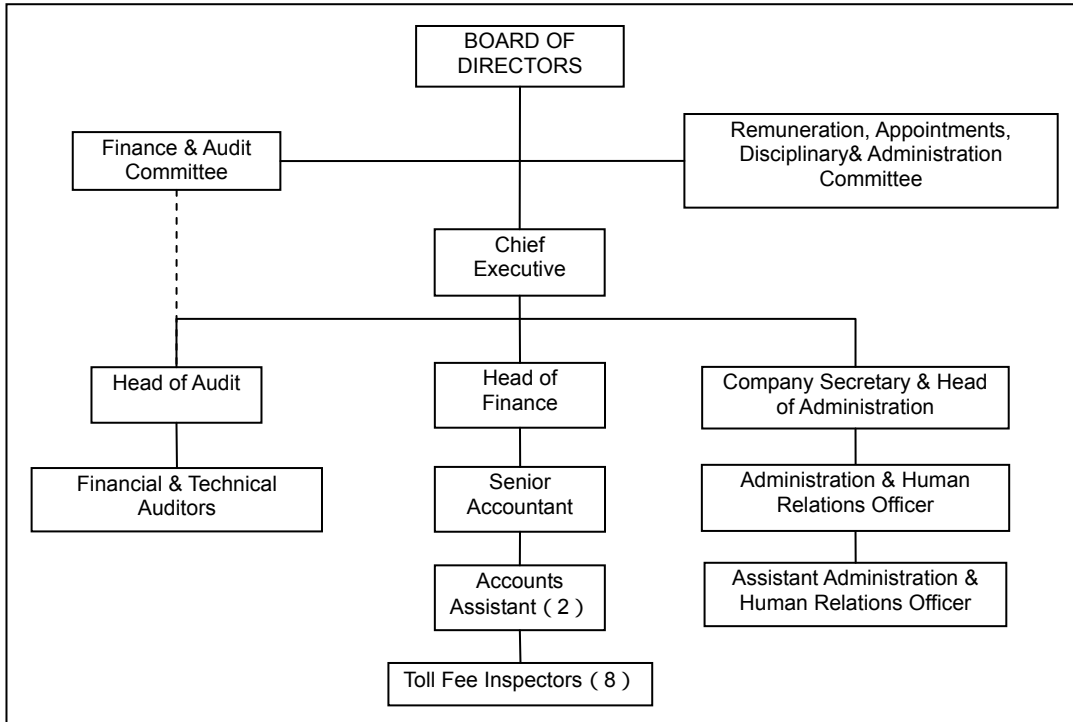 BOARD OF
DIRECTORS
Finance & Audit
Committee
Remuneration, Appointments,
Disciplinary& Administration
Committee
Chief
Executive
Head of Audit
Head of
Finance
Company Secretary & Head
of Administration
Financial & Technical
Auditors
Senior
Accountant
Administration & Human
Relations Officer
Accounts
Assistant ( 2 )
Assistant Administration &
Human Relations Officer
Toll Fee Inspectors ( 8 )